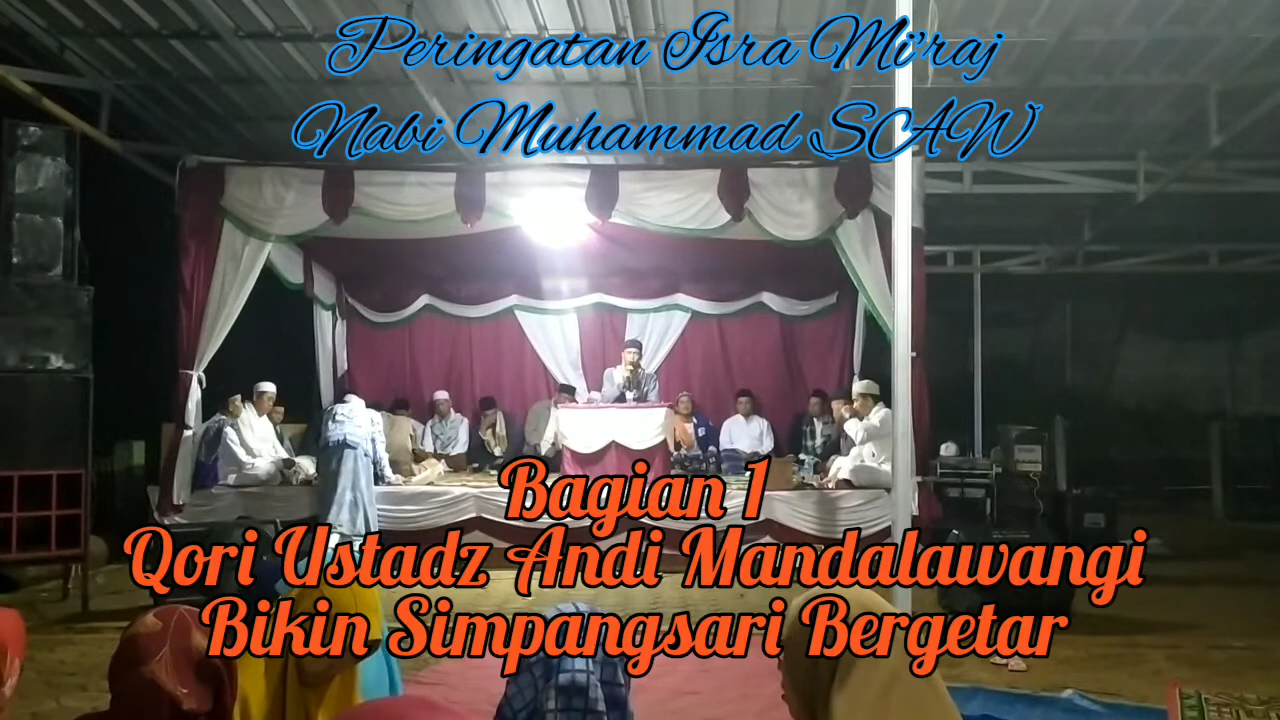 Peringatan Isra Mi'raj
Nabi Muhammad SAW
Bagian 1
Qori Ustadz Andi Mandalawangi
Bikin Simpangsari Bergetar